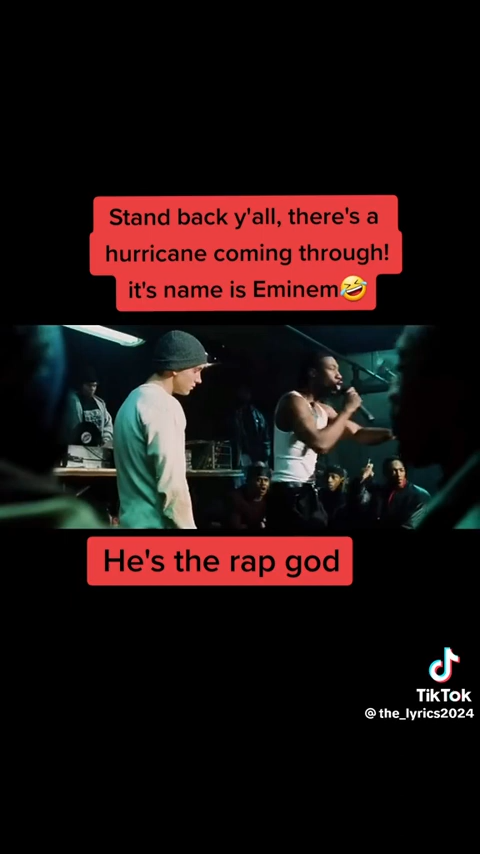 Stand back y'all, there's a
hurricane coming through!
it's name is Eminem🤣
He's the rap god
TikTok
@the_lyrics2024